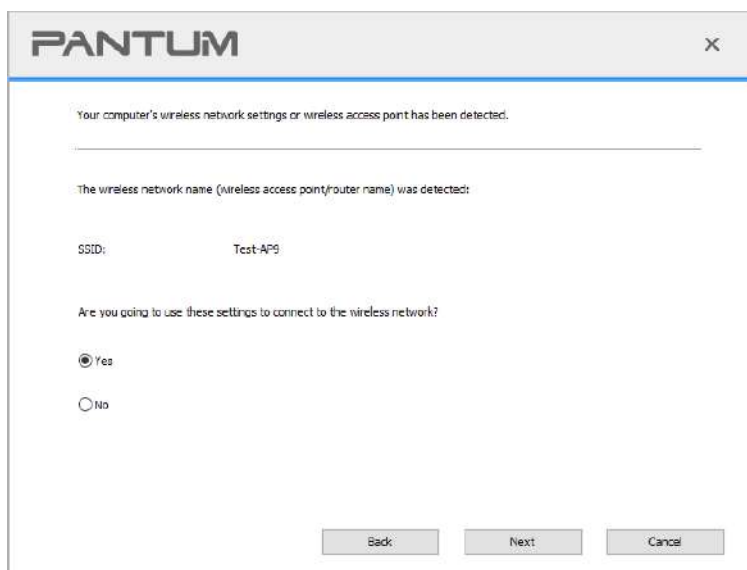 PANTUM
Your computer's wireless network settings or wireless access point has been detected.
The wireless network name (wireless access point/router name) was detected:
SSID: Test-AP9
Are you going to use these settings to connect to the wireless network?
Yes
No
Back Next Cancel